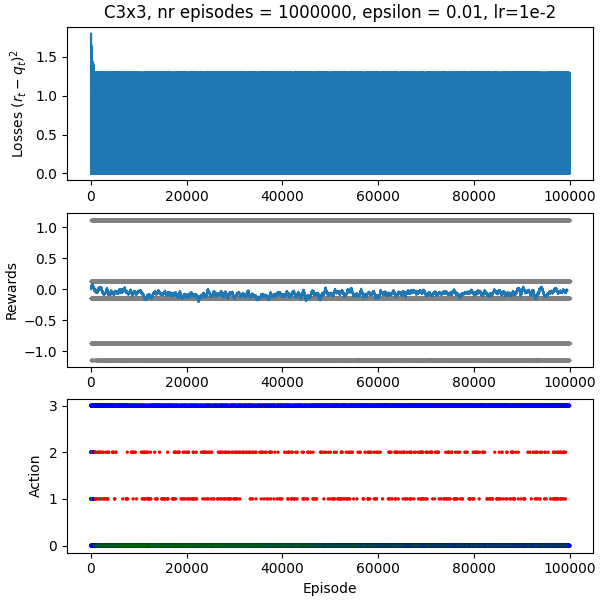 C3x3, nr episodes = 1000000, epsilon = 0.01, lr=1e-2
Losses $(r_t - q_t)^2$
1.5
1.0
0.5
0.0
0 20000 40000 60000 80000 100000
Rewards
1.0
0.5
0.0
−0.5
−1.0
0 20000 40000 60000 80000 100000
Action
3
2
1
0
0 20000 40000 60000 80000 100000
Episode